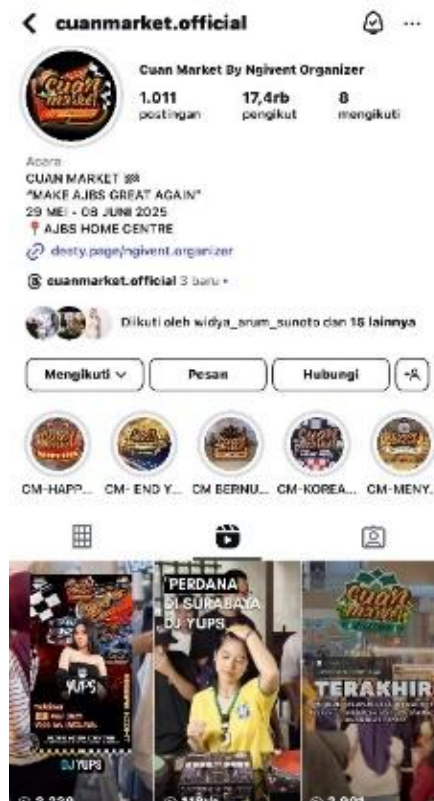 cuanmarket.official
Cuan Market By Ngivent Organizer
1.011 17,4rb 8
postingan pengikut mengikuti
Acara
CUAN MARKET
"MAKE AJBS GREAT AGAIN"
29 MEI - 08 JUNI 2025
AJBS HOME CENTRE
desty.page/ngivent.organizer
cuanmarket.official 3 baru
Diikuti oleh widya_arum_sunoto dan 15 lainnya
Mengikuti Pesan Hubungi
CM-HAPP... CM- END Y... CM BERNU... CM-KOREA... CM-MENY...
YUPS
DJ YUPS
PERDANA
DI SURABAYA
DJ YUPS
Cuan
market
TERAKHIR